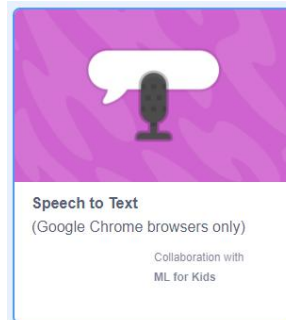 Speech to Text
(Google Chrome browsers only)
Collaboration with
ML for Kids